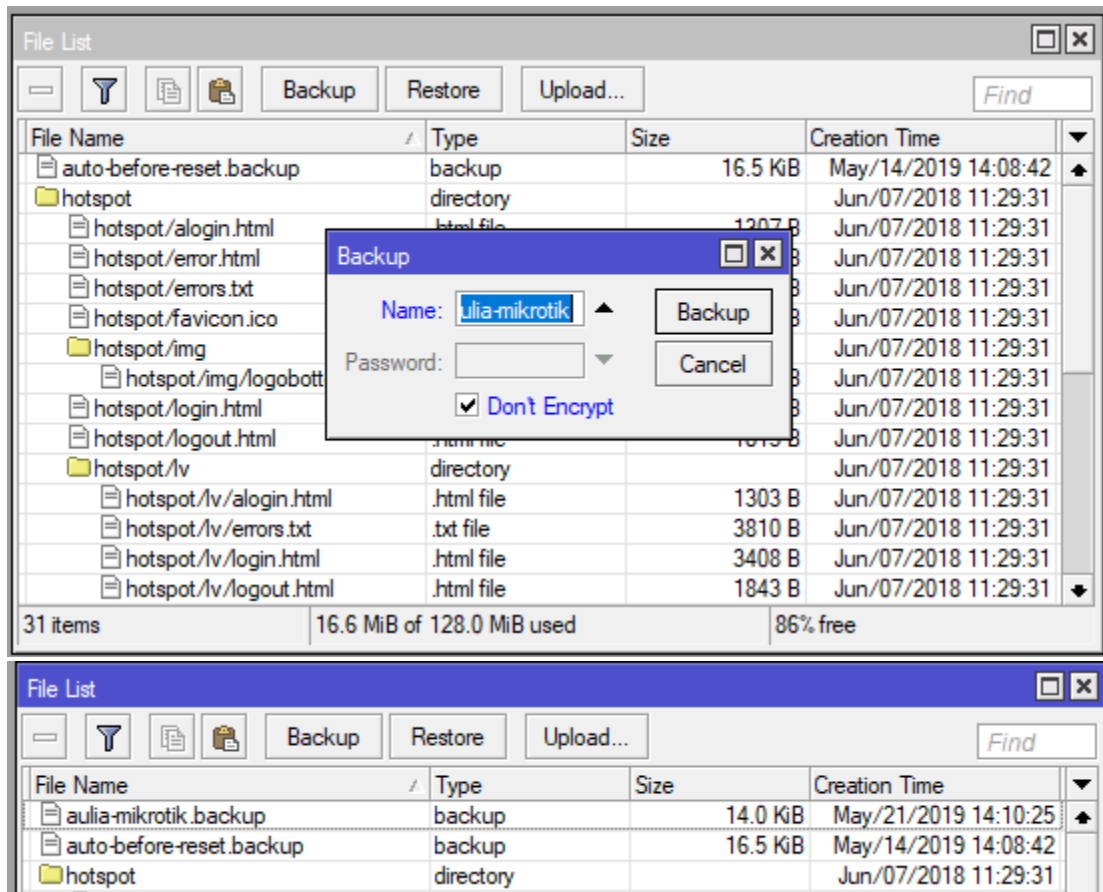 File List
Backup Restore Upload... Find
File Name Type Size Creation Time
auto-before-reset.backup backup 16.5 KiB May/14/2019 14:08:42
hotspot directory Jun/07/2018 11:29:31
hotspot/alogin.html .html file 1307 B Jun/07/2018 11:29:31
hotspot/error.html B Jun/07/2018 11:29:31
hotspot/errors.txt B Jun/07/2018 11:29:31
hotspot/favicon.ico B Jun/07/2018 11:29:31
hotspot/img Jun/07/2018 11:29:31
hotspot/img/logobott B Jun/07/2018 11:29:31
hotspot/login.html B Jun/07/2018 11:29:31
hotspot/logout.html .html file 1813 B Jun/07/2018 11:29:31
hotspot/lv directory Jun/07/2018 11:29:31
hotspot/lv/alogin.html .html file 1303 B Jun/07/2018 11:29:31
hotspot/lv/errors.txt .txt file 3810 B Jun/07/2018 11:29:31
hotspot/lv/login.html .html file 3408 B Jun/07/2018 11:29:31
hotspot/lv/logout.html .html file 1843 B Jun/07/2018 11:29:31
31 items 16.6 MiB of 128.0 MiB used 86% free
Backup
Name: ulia-mikrotik Backup
Password: Cancel
Don't Encrypt
File List
Backup Restore Upload... Find
File Name Type Size Creation Time
aulia-mikrotik.backup backup 14.0 KiB May/21/2019 14:10:25
auto-before-reset.backup backup 16.5 KiB May/14/2019 14:08:42
hotspot directory Jun/07/2018 11:29:31